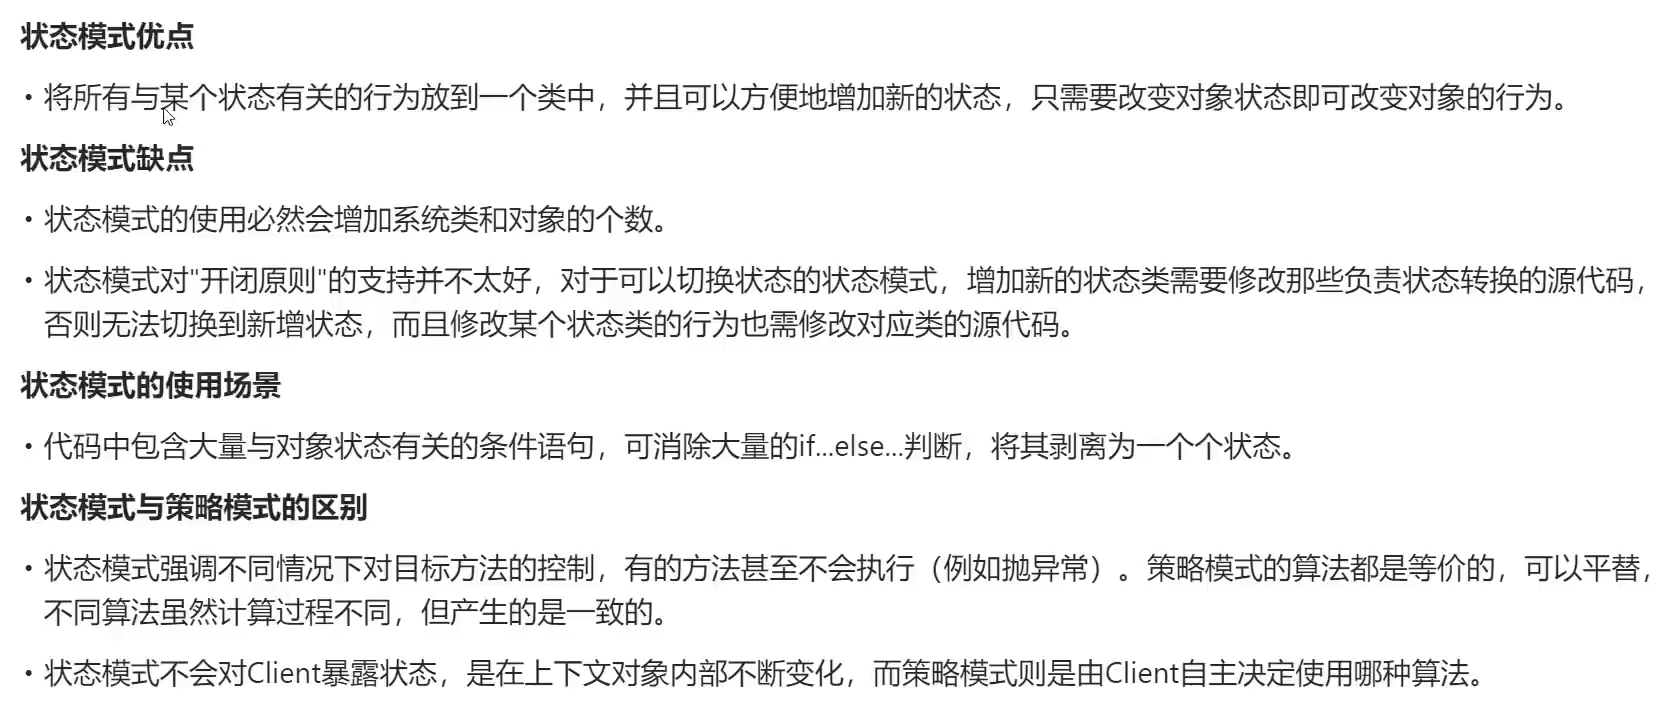 状态模式优点
• 将所有与某个状态有关的行为放到一个类中，并且可以方便地增加新的状态，只需要改变对象状态即可改变对象的行为。
状态模式缺点
• 状态模式的使用必然会增加系统类和对象的个数。
• 状态模式对"开闭原则"的支持并不太好，对于可以切换状态的状态模式，增加新的状态类需要修改那些负责状态转换的源代码，
否则无法切换到新增状态，而且修改某个状态类的行为也需修改对应类的源代码。
状态模式的使用场景
• 代码中包含大量与对象状态有关的条件语句，可消除大量的if...else...判断，将其剥离为一个个状态。
状态模式与策略模式的区别
• 状态模式强调不同情况下对目标方法的控制，有的方法甚至不会执行（例如抛异常）。策略模式的算法都是等价的，可以平替，
不同算法虽然计算过程不同，但产生的是一致的。
• 状态模式不会对Client暴露状态，是在上下文对象内部不断变化，而策略模式则是由Client自主决定使用哪种算法。